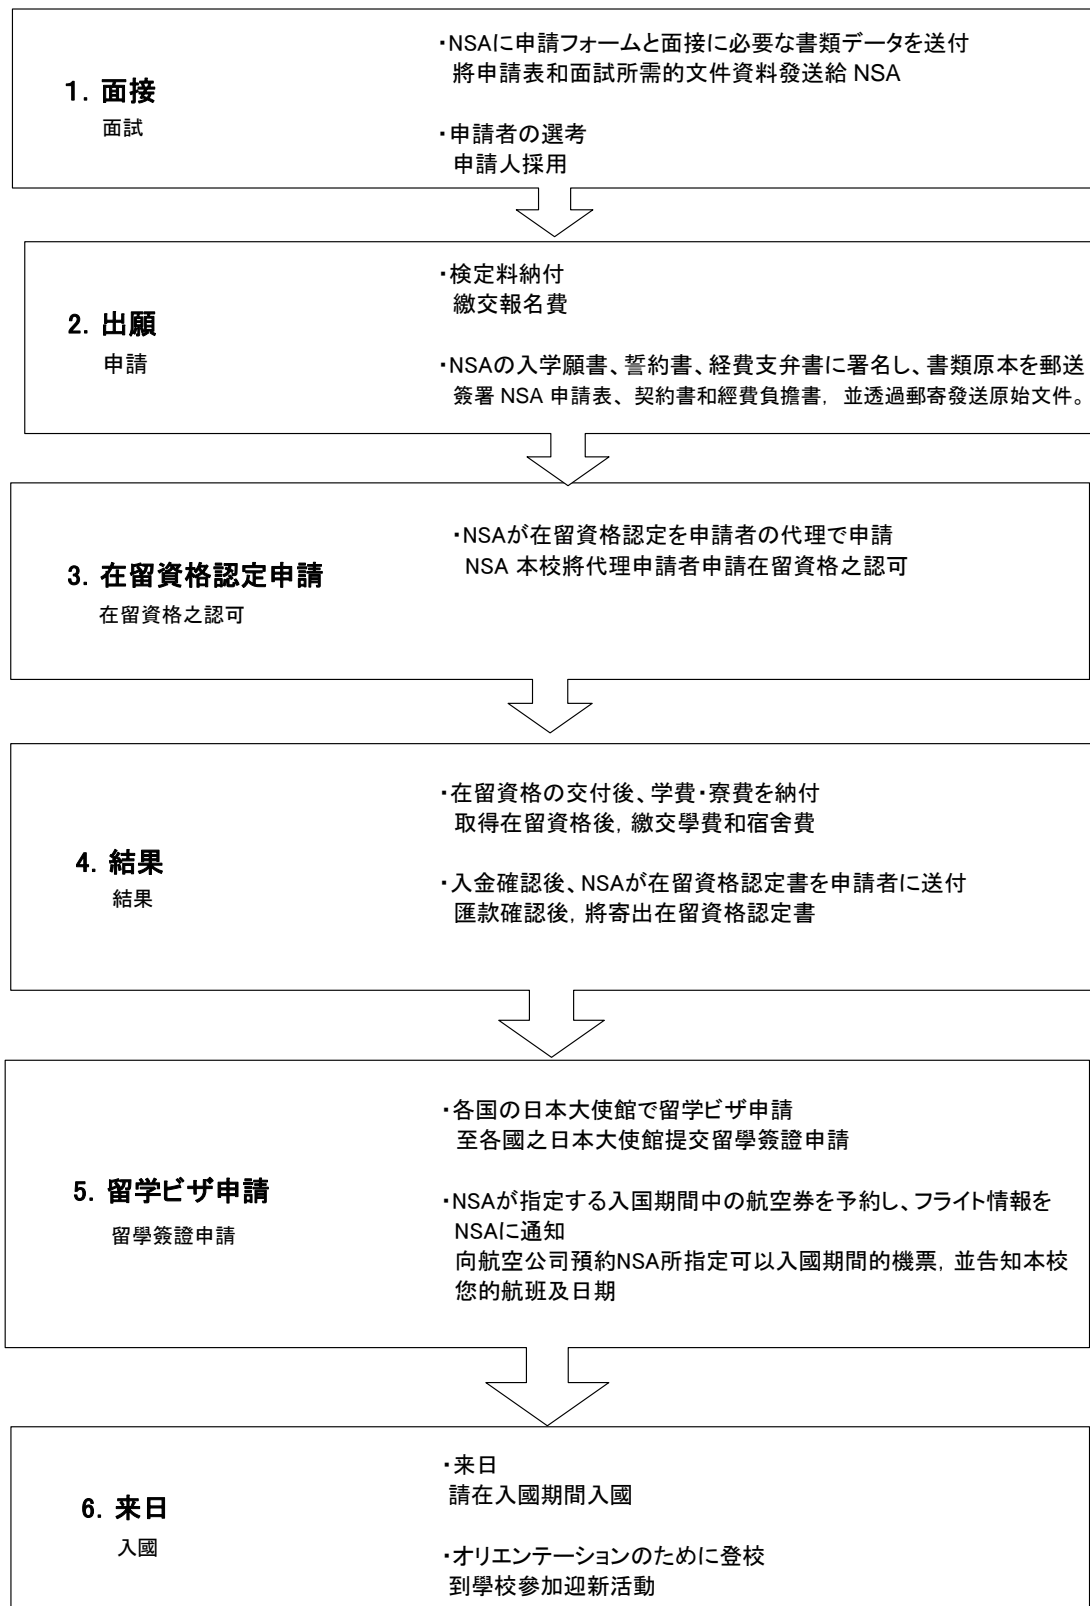 1. 面接
面試
・NSAに申請フォームと面接に必要な書類データを送付
將申請表和面試所需的文件資料發送給 NSA
・申請者の選考
申請人採用
2. 出願
申請
・検定料納付
繳交報名費
・NSAの入学願書、誓約書、経費支弁書に署名し、書類原本を郵送
簽署 NSA 申請表、契約書和經費負擔書, 並透過郵寄發送原始文件。
3. 在留資格認定申請
在留資格之認可
・NSAが在留資格認定を申請者の代理で申請
NSA 本校將代理申請者申請在留資格之認可
4. 結果
結果
・在留資格の交付後、学費・寮費を納付
取得在留資格後, 繳交學費和宿舍費
・入金確認後、NSAが在留資格認定書を申請者に送付
匯款確認後, 將寄出在留資格認定書
5. 留学ビザ申請
留學簽證申請
・各国の日本大使館で留学ビザ申請
至各國之日本大使館提交留學簽證申請
・NSAが指定する入国期間中の航空券を予約し、フライト情報を
NSAに通知
向航空公司預約NSA所指定可以入國期間的機票, 並告知本校
您的航班及日期
6. 来日
入國
・来日
請在入國期間入國
・オリエンテーションのために登校
到學校參加迎新活動